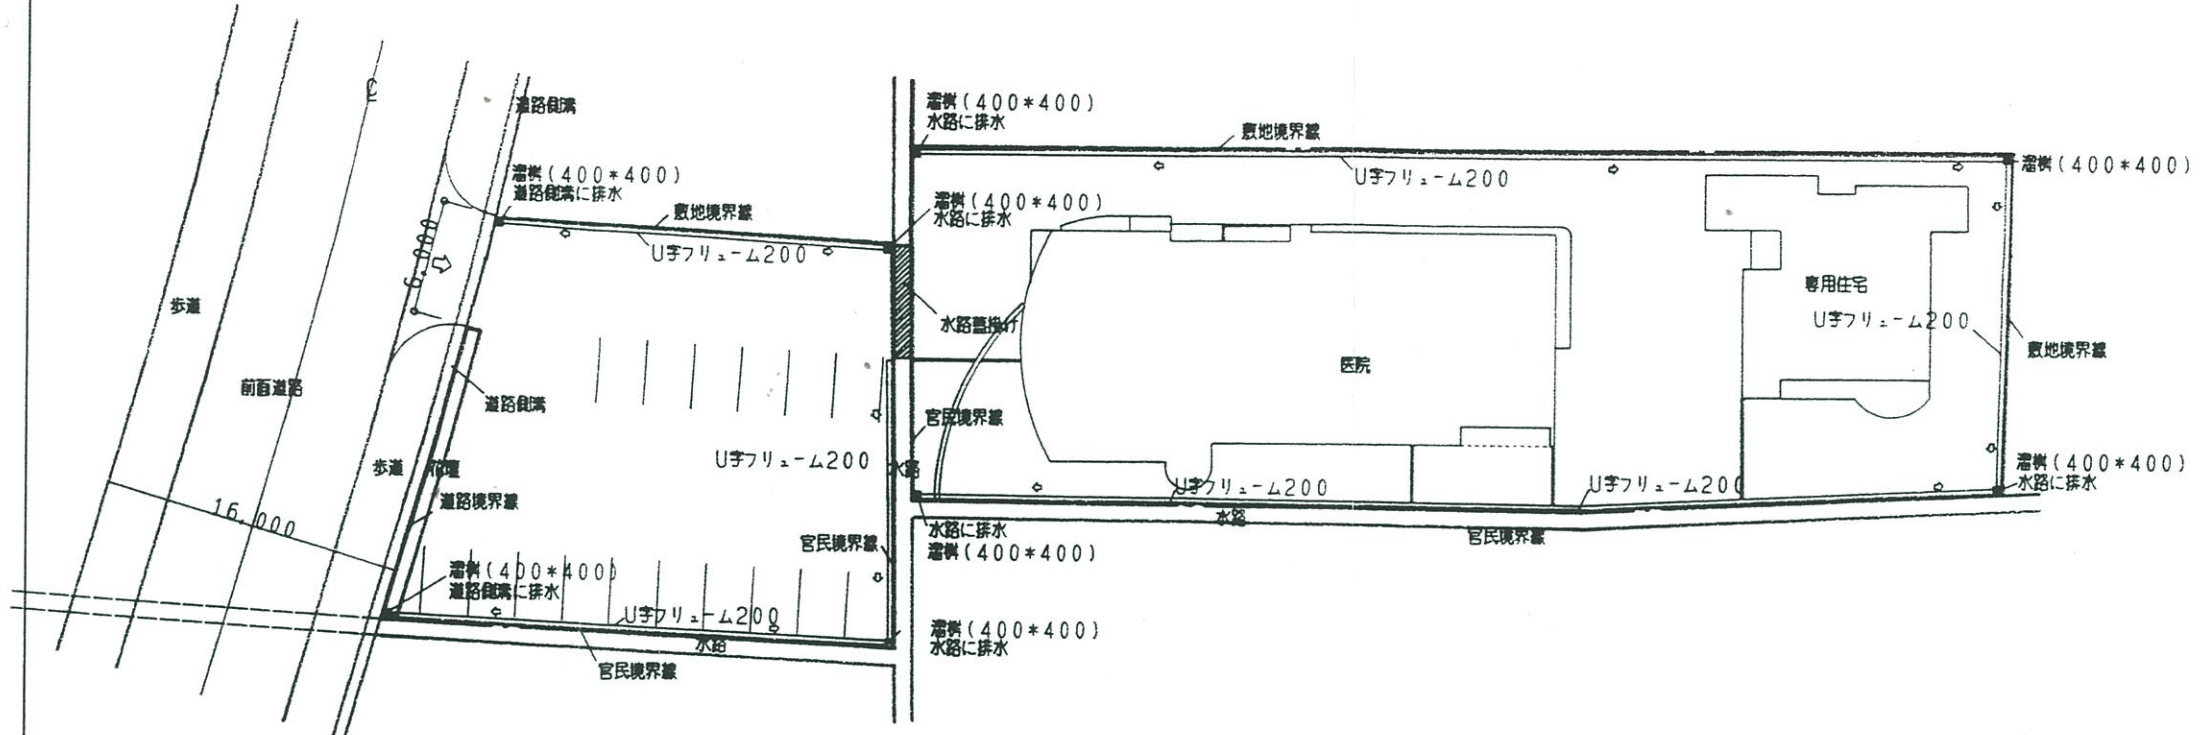 ℄
道路側溝
溜桝(400*400)
道路側溝に排水
敷地境界線
U字フリューム200
6.000
歩道
前面道路
道路側溝
歩道
花壇
道路境界線
16.000
溜桝(400*400)
道路側溝に排水
U字フリューム200
水路
官民境界線
U字フリューム200
水路
官民境界線
溜桝(400*400)
水路に排水
溜桝(400*400)
水路に排水
水路蓋掛け
官民境界線
敷地境界線
U字フリューム200
溜桝(400*400)
医院
専用住宅
U字フリューム200
敷地境界線
溜桝(400*400)
水路に排水
U字フリューム200
U字フリューム200
水路
官民境界線
水路に排水
溜桝(400*400)
溜桝(400*400)
水路に排水